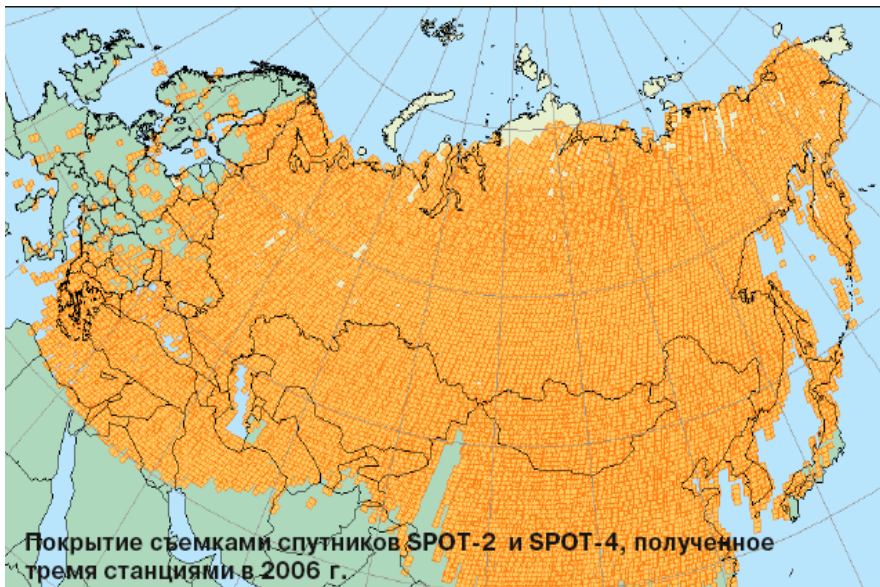 Покрытие съемками спутников SPOT-2 и SPOT-4, полученное
тремя станциями в 2006 г.